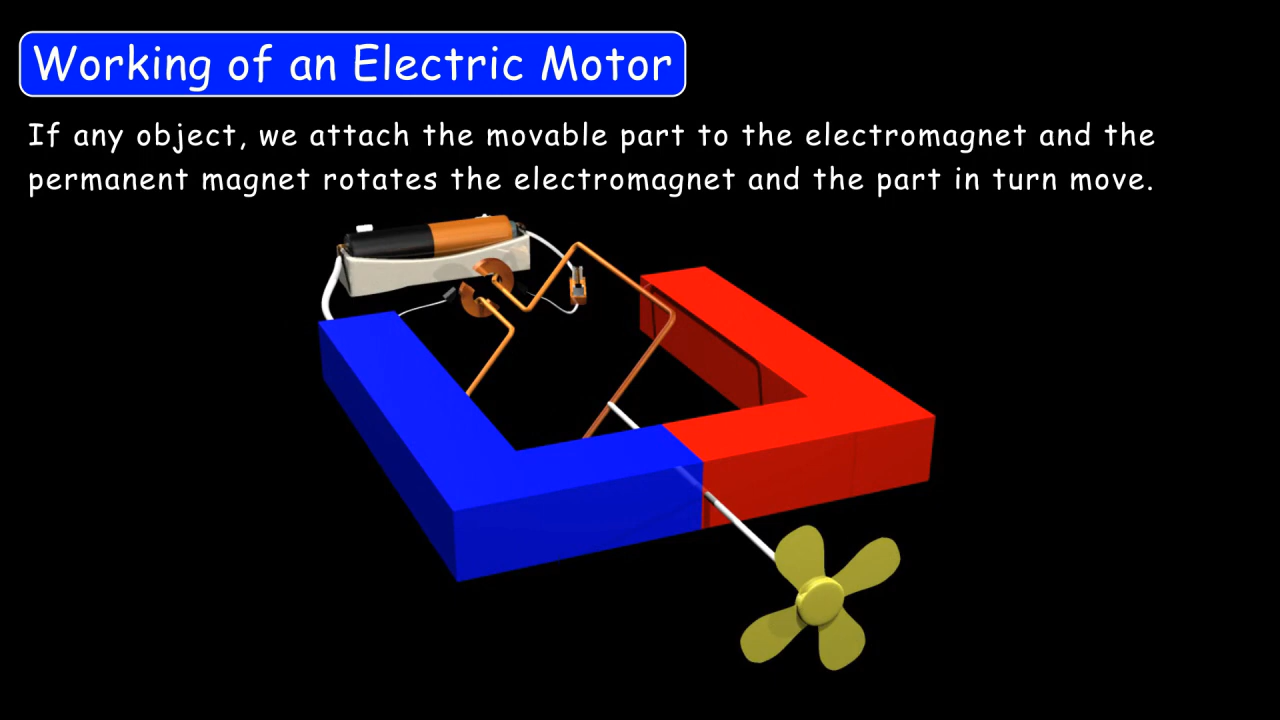 Working of an Electric Motor
If any object, we attach the movable part to the electromagnet and the
permanent magnet rotates the electromagnet and the part in turn move.